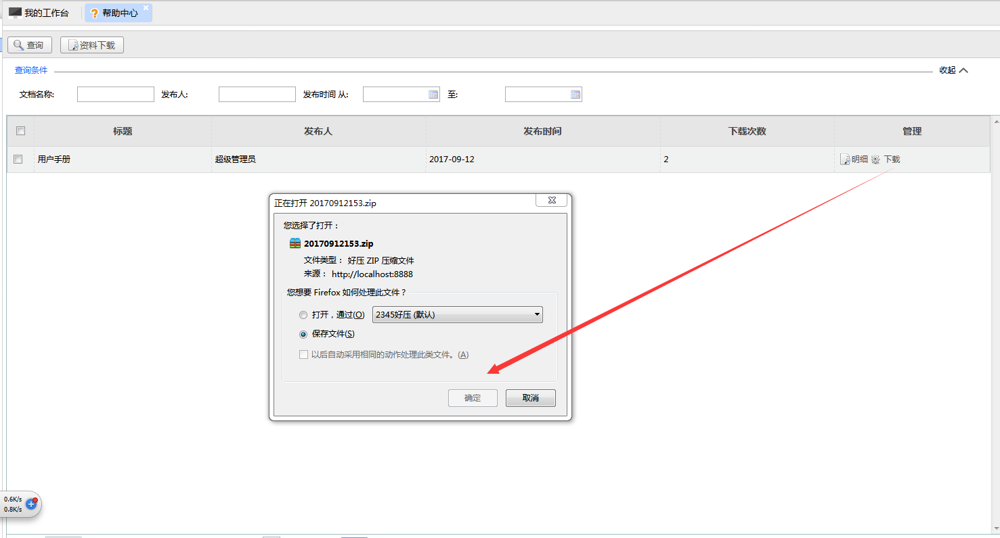 我的工作台 帮助中心
查询 资料下载
查询条件 收起
文档名称: 发布人: 发布时间 从: 至:
标题 发布人 发布时间 下载次数 管理
用户手册 超级管理员 2017-09-12 2 明细 下载
正在打开 20170912153.zip
您选择了打开：
20170912153.zip
文件类型： 好压 ZIP 压缩文件
来源： http://localhost:8888
您想要 Firefox 如何处理此文件？
打开，通过(O) 2345好压 (默认)
保存文件(S)
以后自动采用相同的动作处理此类文件。(A)
确定 取消
0.6K/s
0.8K/s